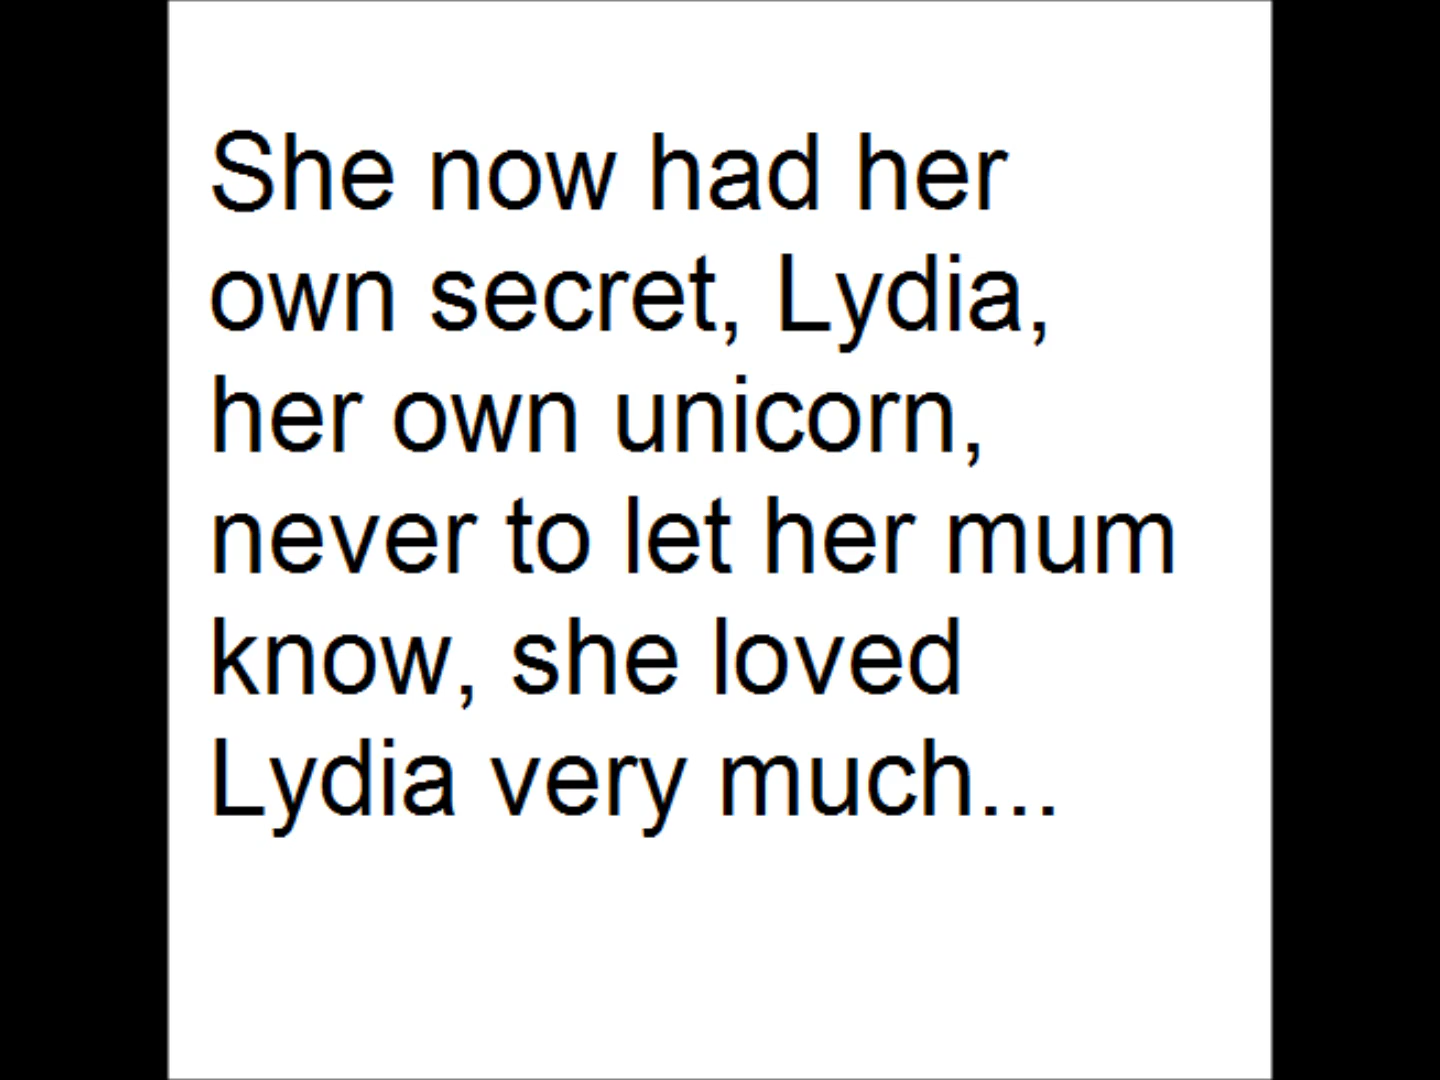 She now had her
own secret, Lydia,
her own unicorn,
never to let her mum
know, she loved
Lydia very much...